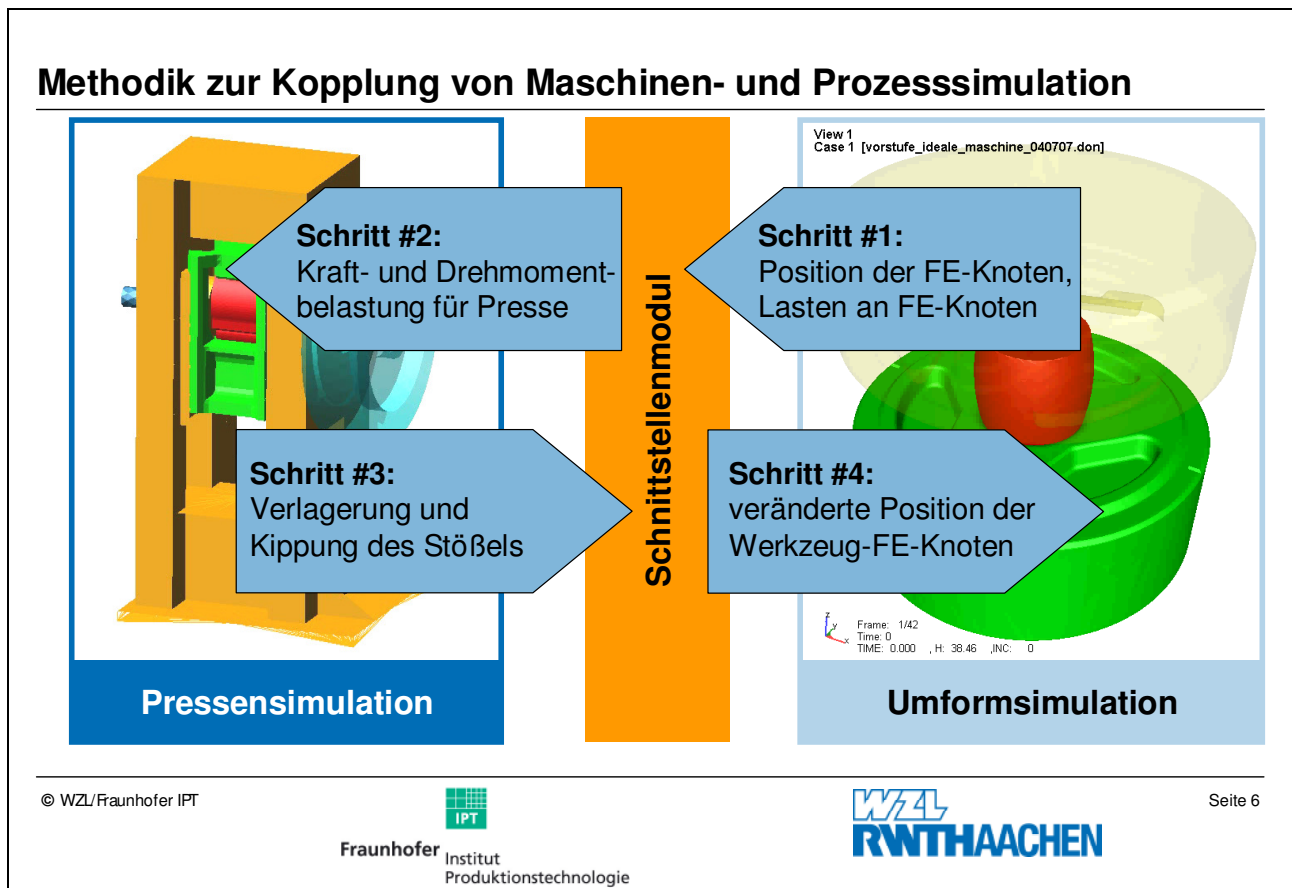 Methodik zur Kopplung von Maschinen- und Prozesssimulation
View 1
Case 1 [vorstufe_ideale_maschine_040707.don]
Schritt #2:
Kraft- und Drehmoment-
belastung für Presse
Schritt #1:
Position der FE-Knoten,
Lasten an FE-Knoten
Schnittstellenmodul
Schritt #3:
Verlagerung und
Kippung des Stößels
Schritt #4:
veränderte Position der
Werkzeug-FE-Knoten
z
y
x
Frame: 1/42
Time: 0
TIME: 0.000 , H: 38.46 ,INC: 0
Pressensimulation
Umformsimulation
© WZL/Fraunhofer IPT
IPT
Fraunhofer Institut
Produktionstechnologie
WZL
RWTHAACHEN
Seite 6